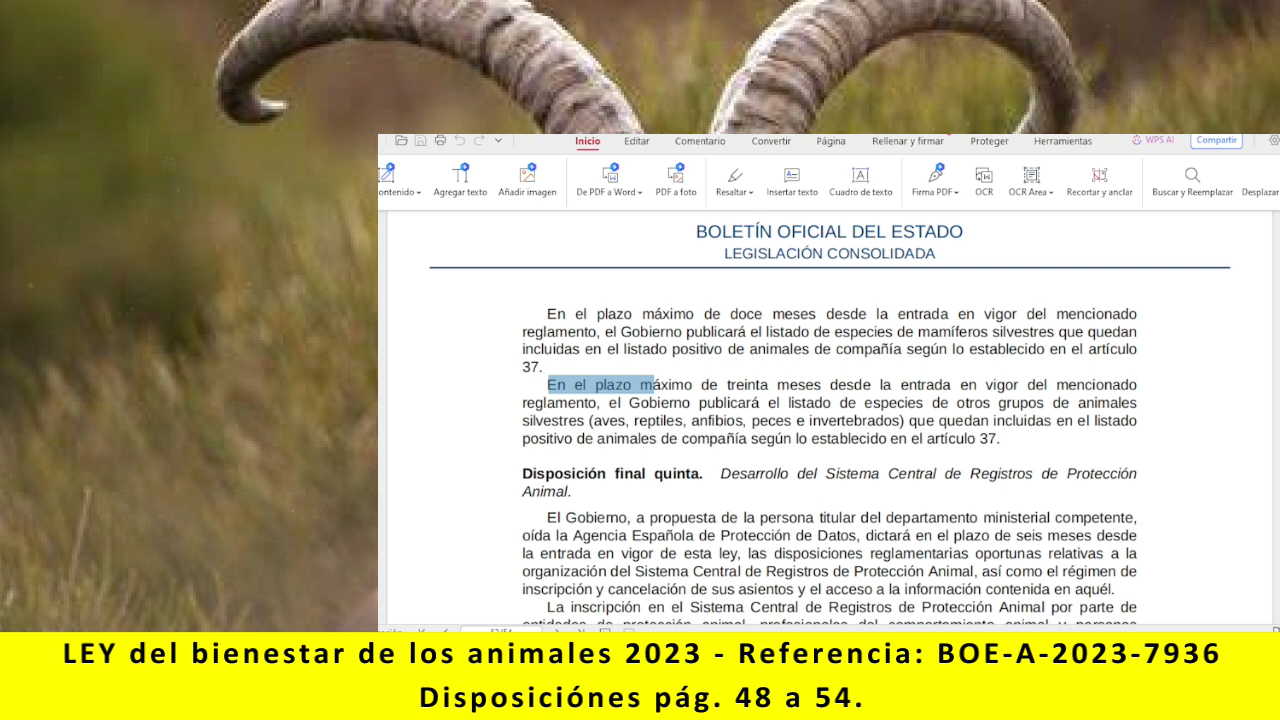 Inicio Editar Comentario Convertir Página Rellenar y firmar Proteger Herramientas WPS AI Compartir
ontenido Agregar texto Añadir imagen De PDF a Word PDF a foto Resaltar Insertar texto Cuadro de texto Firma PDF OCR OCR Area Recortar y anclar Buscar y Reemplazar Desplazar
BOLETÍN OFICIAL DEL ESTADO
LEGISLACIÓN CONSOLIDADA
En el plazo máximo de doce meses desde la entrada en vigor del mencionado
reglamento, el Gobierno publicará el listado de especies de mamíferos silvestres que quedan
incluidas en el listado positivo de animales de compañía según lo establecido en el artículo
37.
En el plazo máximo de treinta meses desde la entrada en vigor del mencionado
reglamento, el Gobierno publicará el listado de especies de otros grupos de animales
silvestres (aves, reptiles, anfibios, peces e invertebrados) que quedan incluidas en el listado
positivo de animales de compañía según lo establecido en el artículo 37.
Disposición final quinta. Desarrollo del Sistema Central de Registros de Protección
Animal.
El Gobierno, a propuesta de la persona titular del departamento ministerial competente,
oída la Agencia Española de Protección de Datos, dictará en el plazo de seis meses desde
la entrada en vigor de esta ley, las disposiciones reglamentarias oportunas relativas a la
organización del Sistema Central de Registros de Protección Animal, así como el régimen de
inscripción y cancelación de sus asientos y el acceso a la información contenida en aquél.
La inscripción en el Sistema Central de Registros de Protección Animal por parte de
entidades de protección animal, profesionales del comportamiento animal y personas
LEY del bienestar de los animales 2023 - Referencia: BOE-A-2023-7936
Disposiciónes pág. 48 a 54.